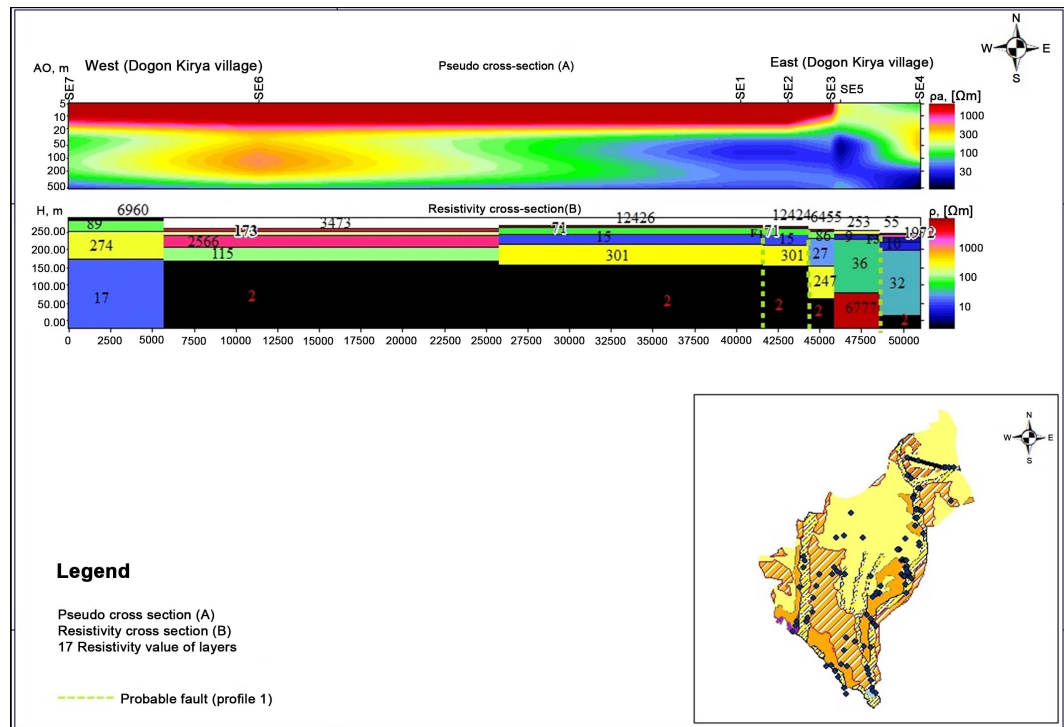 N
W E
S
AO, m West (Dogon Kirya village) Pseudo cross-section (A) East (Dogon Kirya village)
SE7 SE6 SE1 SE2 SE3 SE5 SE4
ρa, [Ωm]
5
10
20
50
100
200
500
1000
300
100
30
H, m 6960 3473 Resistivity cross-section(B) 12426 12424 6455 253 55 ρ, [Ωm]
250.00
200.00
150.00
100.00
50.00
0.00
89 173 71 F1 71 86 9 F3 1972
274 2566 15 15 27 36 10
115 301 301 247 32
17 2 2 2 2 6777 2
1000
100
10
0 2500 5000 7500 10000 12500 15000 17500 20000 22500 25000 27500 30000 32500 35000 37500 40000 42500 45000 47500 50000
N
W E
S
Legend
Pseudo cross section (A)
Resistivity cross section (B)
17 Resistivity value of layers
Probable fault (profile 1)